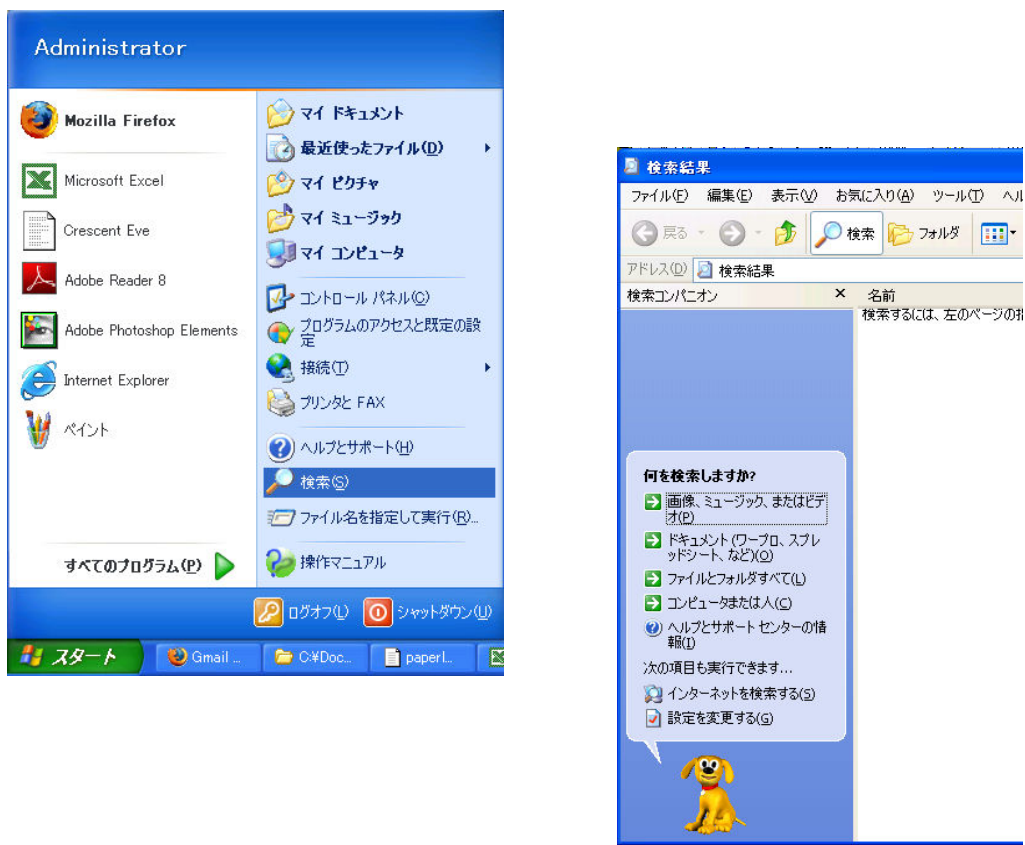 Administrator
Mozilla Firefox
Microsoft Excel
Crescent Eve
Adobe Reader 8
Adobe Photoshop Elements
Internet Explorer
ペイント
すべてのプログラム(P)
マイ ドキュメント
最近使ったファイル(D)
マイ ピクチャ
マイ ミュージック
マイ コンピュータ
コントロール パネル(C)
プログラムのアクセスと既定の設
定
接続(T)
プリンタと FAX
ヘルプとサポート(H)
検索(S)
ファイル名を指定して実行(R)...
操作マニュアル
ログオフ(L) シャットダウン(U)
スタート Gmail ... C:¥Doc... paperl...
検索結果
ファイル(F) 編集(E) 表示(V) お気に入り(A) ツール(T) ヘル
戻る 検索 フォルダ
アドレス(D) 検索結果
検索コンパニオン × 名前
検索するには、左のページの指
何を検索しますか?
画像、ミュージック、またはビデ
オ(P)
ドキュメント (ワープロ、スプレ
ッドシート、など)(O)
ファイルとフォルダすべて(L)
コンピュータまたは人(C)
ヘルプとサポート センターの情
報(I)
次の項目も実行できます...
インターネットを検索する(S)
設定を変更する(G)